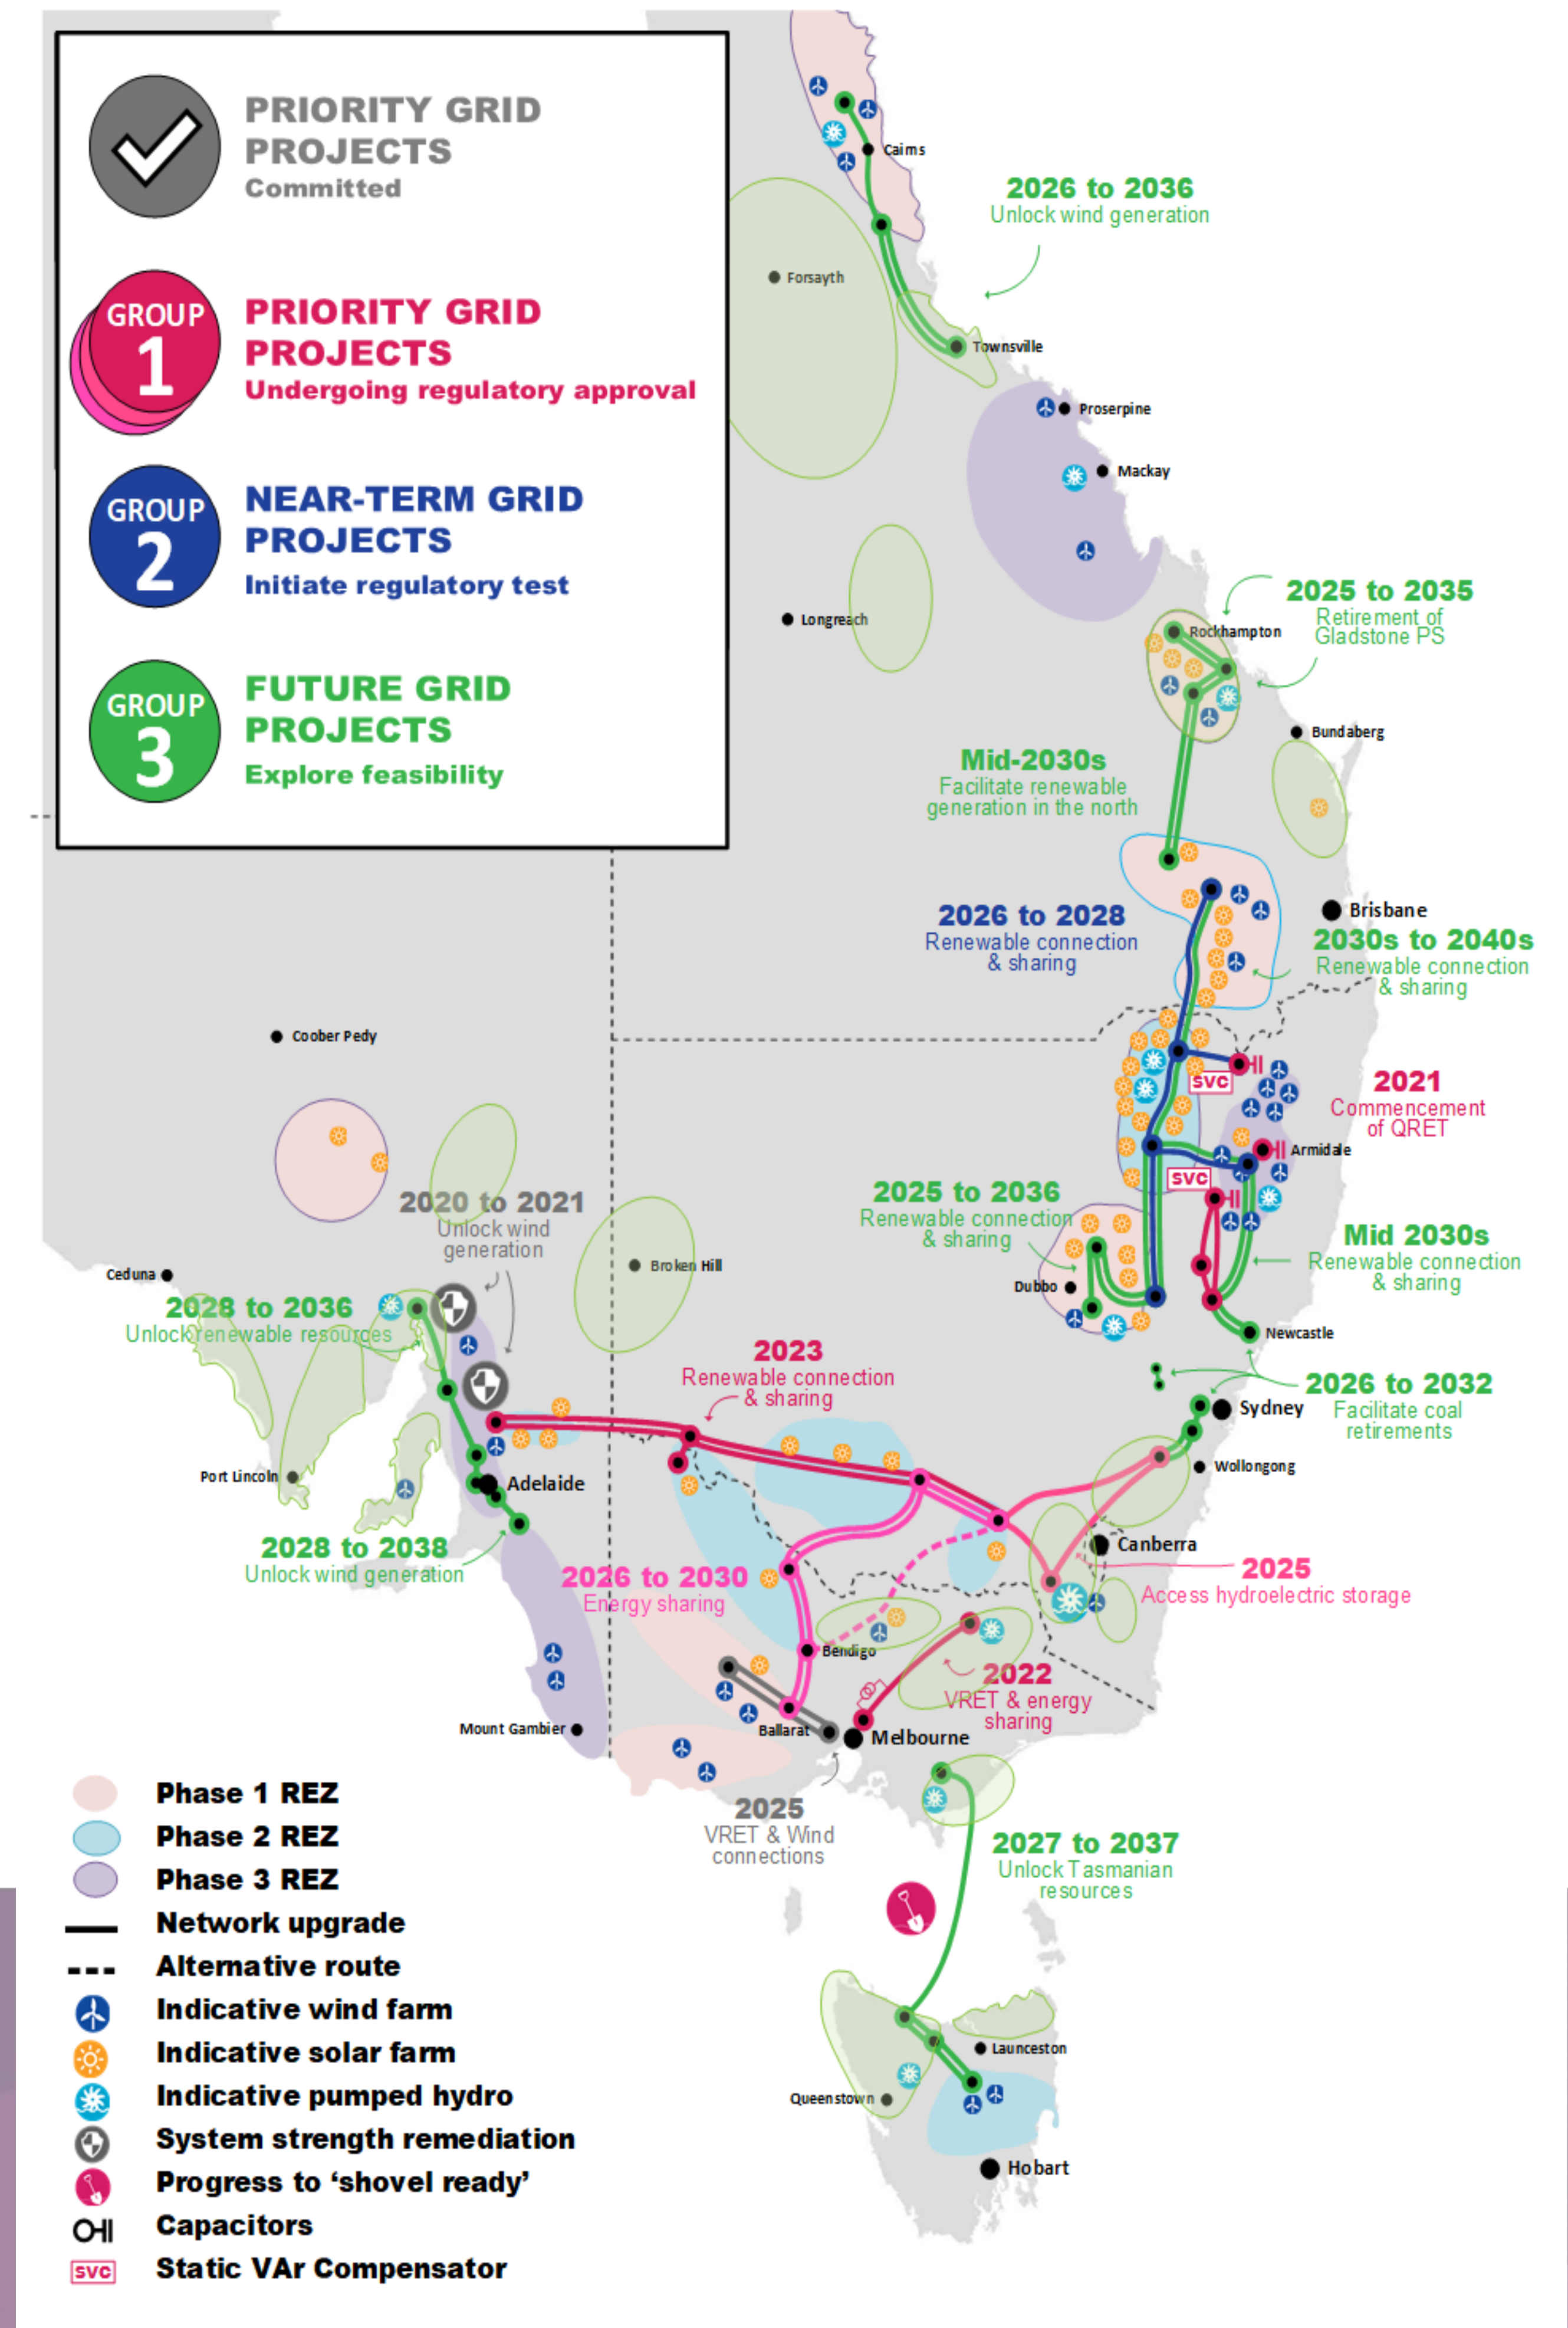 PRIORITY GRID
PROJECTS
Committed
GROUP
1
PRIORITY GRID
PROJECTS
Undergoing regulatory approval
GROUP
2
NEAR-TERM GRID
PROJECTS
Initiate regulatory test
GROUP
3
FUTURE GRID
PROJECTS
Explore feasibility
Cairns
2026 to 2036
Unlock wind generation
Forsayth
Townsville
Proserpine
Mackay
Longreach
2025 to 2035
Retirement of
Gladstone PS
Rockhampton
Bundaberg
Mid-2030s
Facilitate renewable
generation in the north
2026 to 2028
Renewable connection
& sharing
Brisbane
2030s to 2040s
Renewable connection
& sharing
Coober Pedy
svc
2021
Commencement
of QRET
Armidale
svc
2020 to 2021
Unlock wind
generation
2025 to 2036
Renewable connection
& sharing
Mid 2030s
Renewable connection
& sharing
Broken Hill
Ceduna
Dubbo
2028 to 2036
Unlock renewable resources
Newcastle
2023
Renewable connection
& sharing
2026 to 2032
Facilitate coal
retirements
Sydney
Wollongong
Port Lincoln
Adelaide
2028 to 2038
Unlock wind generation
Canberra
2026 to 2030
Energy sharing
2025
Access hydroelectric storage
Bendigo
2022
VRET & energy
sharing
Mount Gambier
Ballarat
Melbourne
2025
VRET & Wind
connections
2027 to 2037
Unlock Tasmanian
resources
Launceston
Queenstown
Hobart
Phase 1 REZ
Phase 2 REZ
Phase 3 REZ
Network upgrade
Alternative route
Indicative wind farm
Indicative solar farm
Indicative pumped hydro
System strength remediation
Progress to ‘shovel ready’
Capacitors
svc Static VAr Compensator